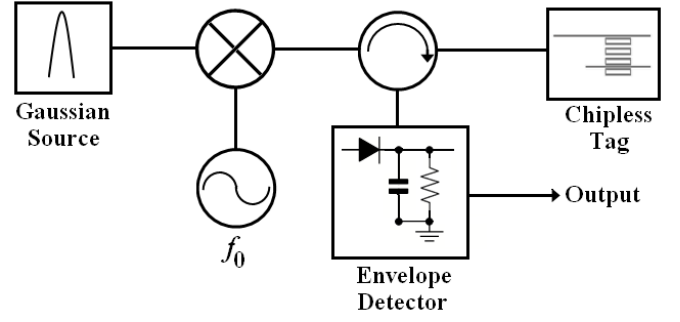 Gaussian
Source
Chipless
Tag
Output
f0
Envelope
Detector